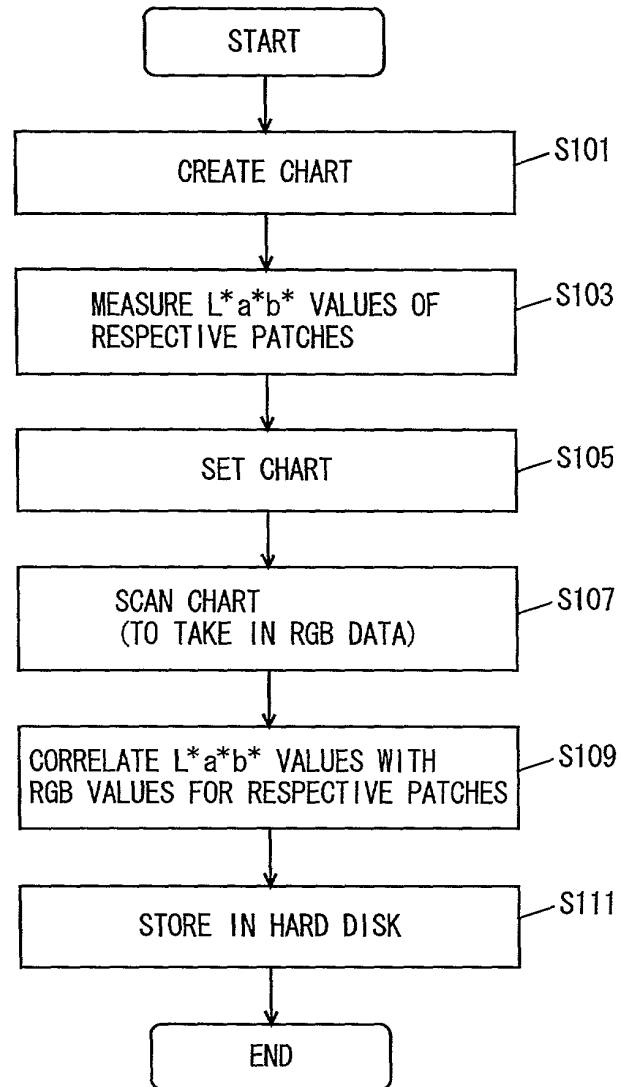 START
CREATE CHART
S101
MEASURE L*a*b* VALUES OF
RESPECTIVE PATCHES
S103
SET CHART
S105
SCAN CHART
(TO TAKE IN RGB DATA)
S107
CORRELATE L*a*b* VALUES WITH
RGB VALUES FOR RESPECTIVE PATCHES
S109
STORE IN HARD DISK
S111
END